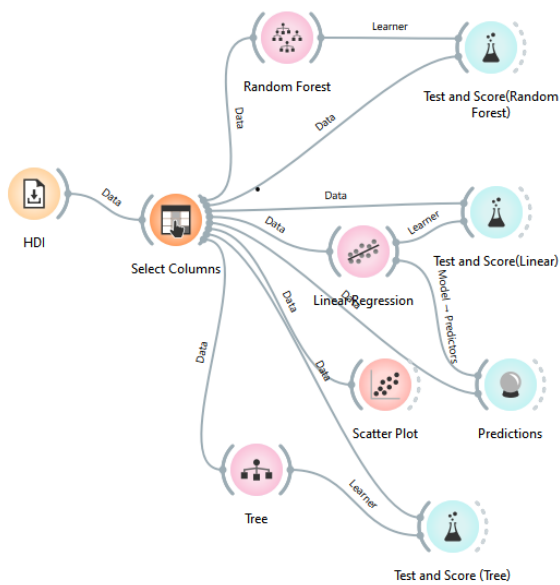 Learner
Random Forest
Data
Test and Score(Random
Forest)
Data
Data
HDI
Select Columns
Data
Data
Learner
Test and Score(Linear)
Linear Regression
Model → Predictors
Data
Data
Data
Data
Scatter Plot
Predictions
Tree
Learner
Test and Score (Tree)